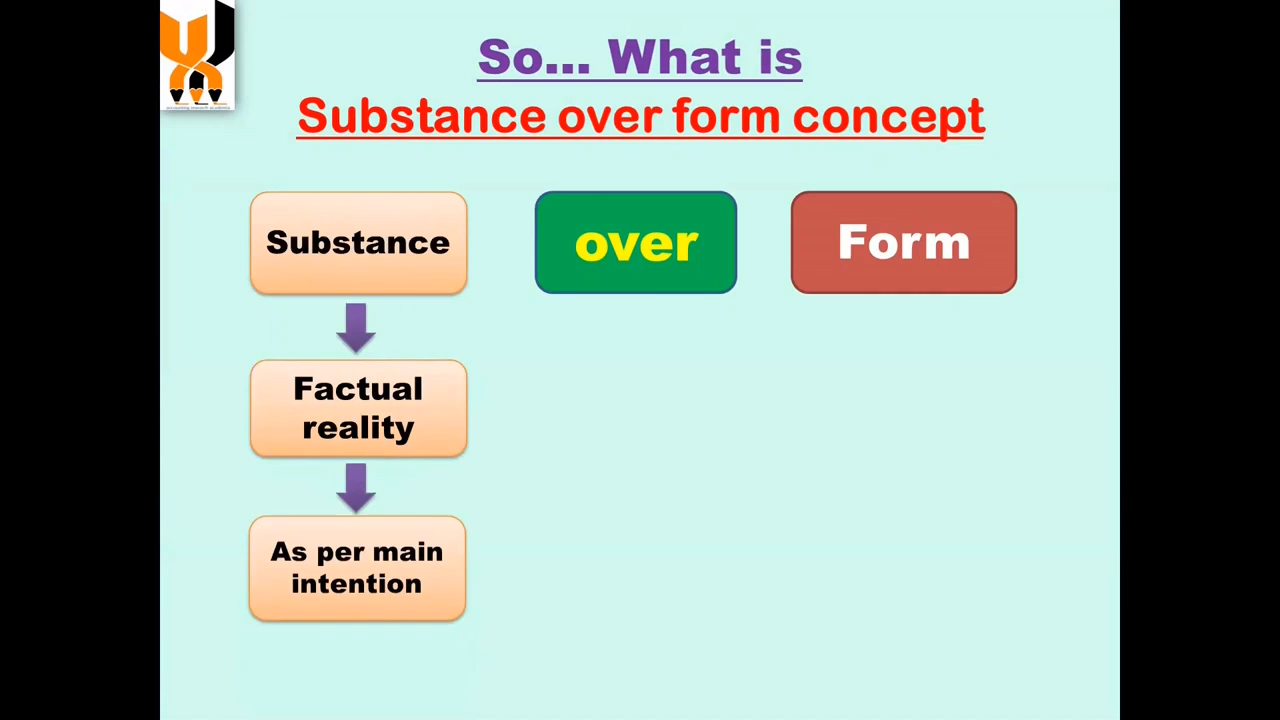 So... What is
Substance over form concept
Substance
over
Form
Factual
reality
As per main
intention